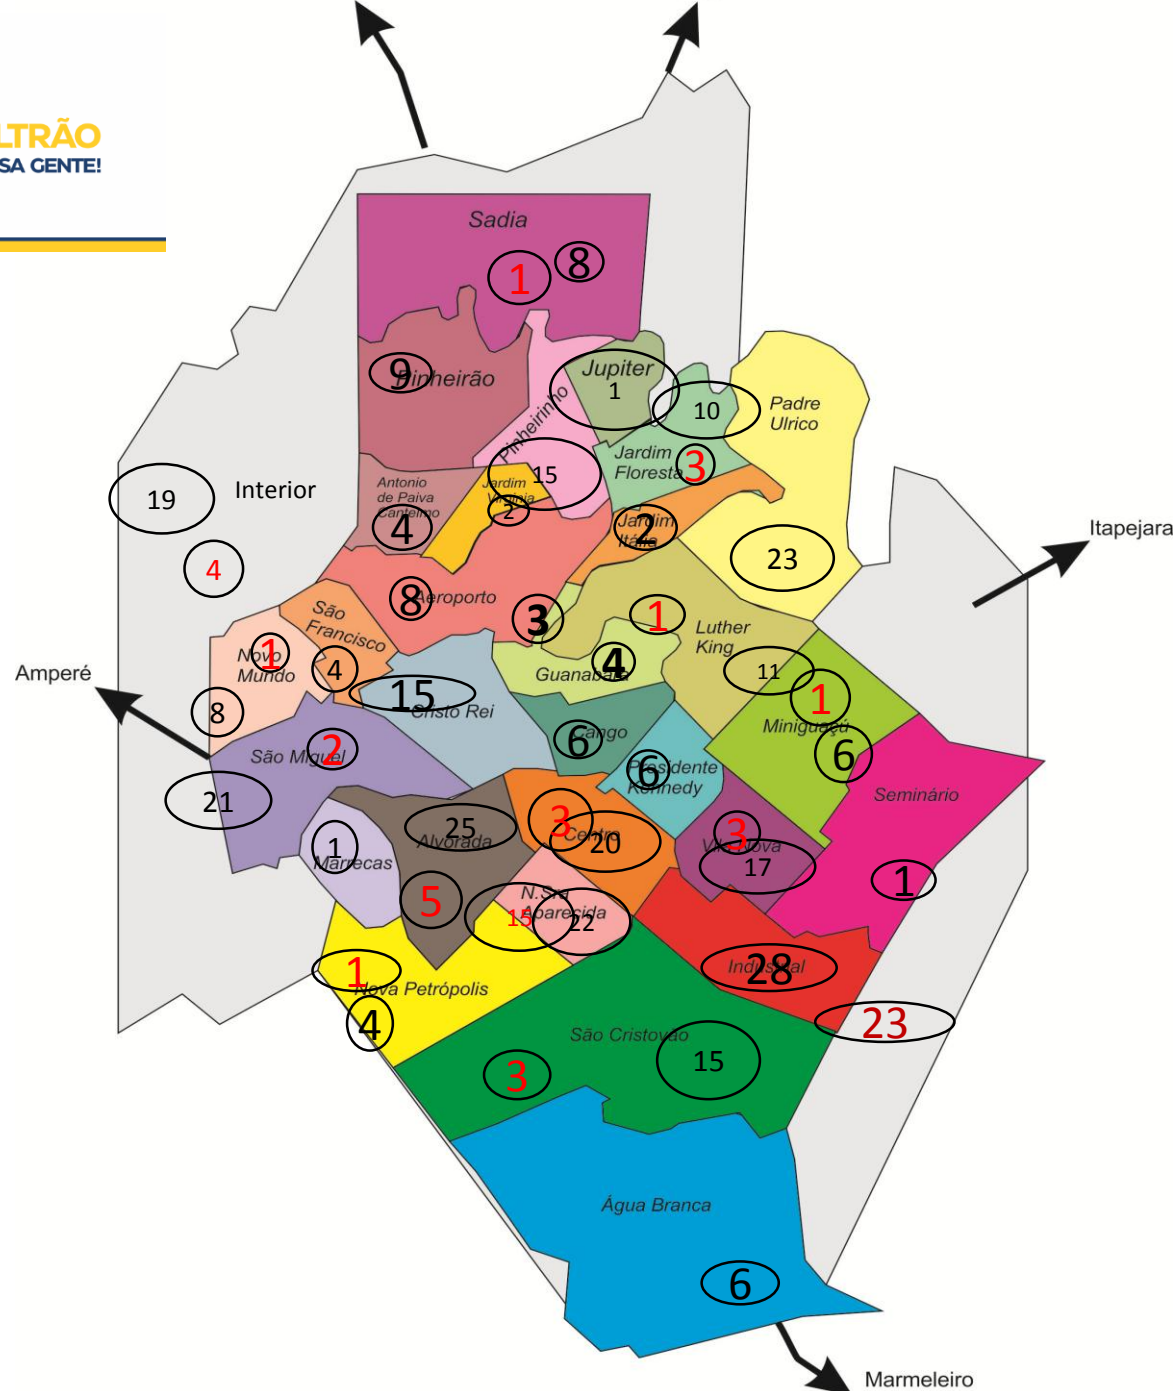 LTRÃO
SA GENTE!
Sadia
1
8
9
Pinheirão
Jupiter
1
Pinheirinho
10
Padre
Ulrico
Jardim
Floresta
3
15
Antonio
de Paiva
Cantelmo
4
Jardim
Virginia
2
19
Interior
4
Jardim
Itália
2
23
Itapejara
8
Aeroporto
3
1
Luther
King
São
Francisco
4
Novo
Mundo
1
8
Guanabara
4
11
Amperé
15
Cristo Rei
1
Miniguaçú
6
Cango
6
São Miguel
2
21
Presidente
Kennedy
6
Seminário
1
25
Alvorada
5
3
Centro
20
3
Vila Nova
17
1
Marrecas
N.Sra
Aparecida
15
22
1
Nova Petrópolis
4
Industrial
28
23
São Cristovão
15
3
Água Branca
6
Marmeleiro